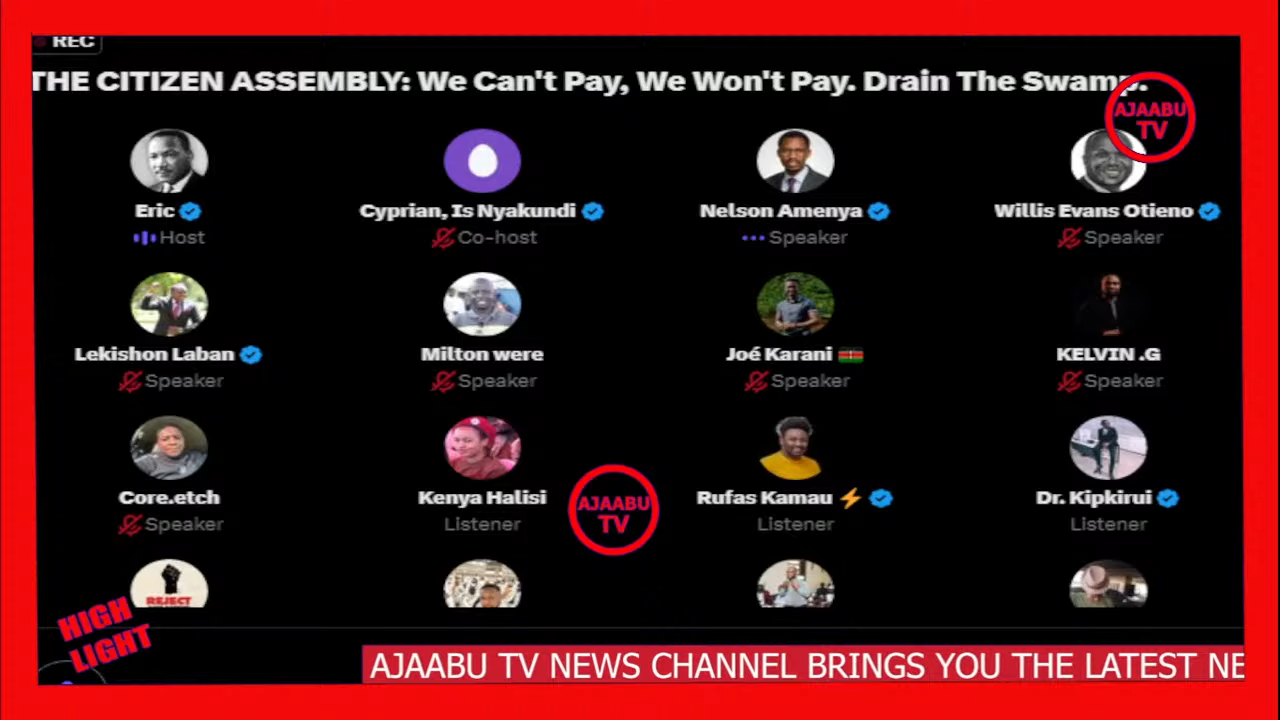 REC
THE CITIZEN ASSEMBLY: We Can't Pay, We Won't Pay. Drain The Swamp.
AJAABU
TV
Eric
Cyprian, Is Nyakundi
Nelson Amenya
Willis Evans Otieno
Host
Co-host
Speaker
Speaker
Lekishon Laban
Milton were
Joé Karani
KELVIN .G
Speaker
Speaker
Speaker
Speaker
Core.etch
Kenya Halisi
Rufas Kamau
Dr. Kipkirui
Speaker
Listener
Listener
Listener
AJAABU
TV
REJECT
HIGH
LIGHT
AJAABU TV NEWS CHANNEL BRINGS YOU THE LATEST NE